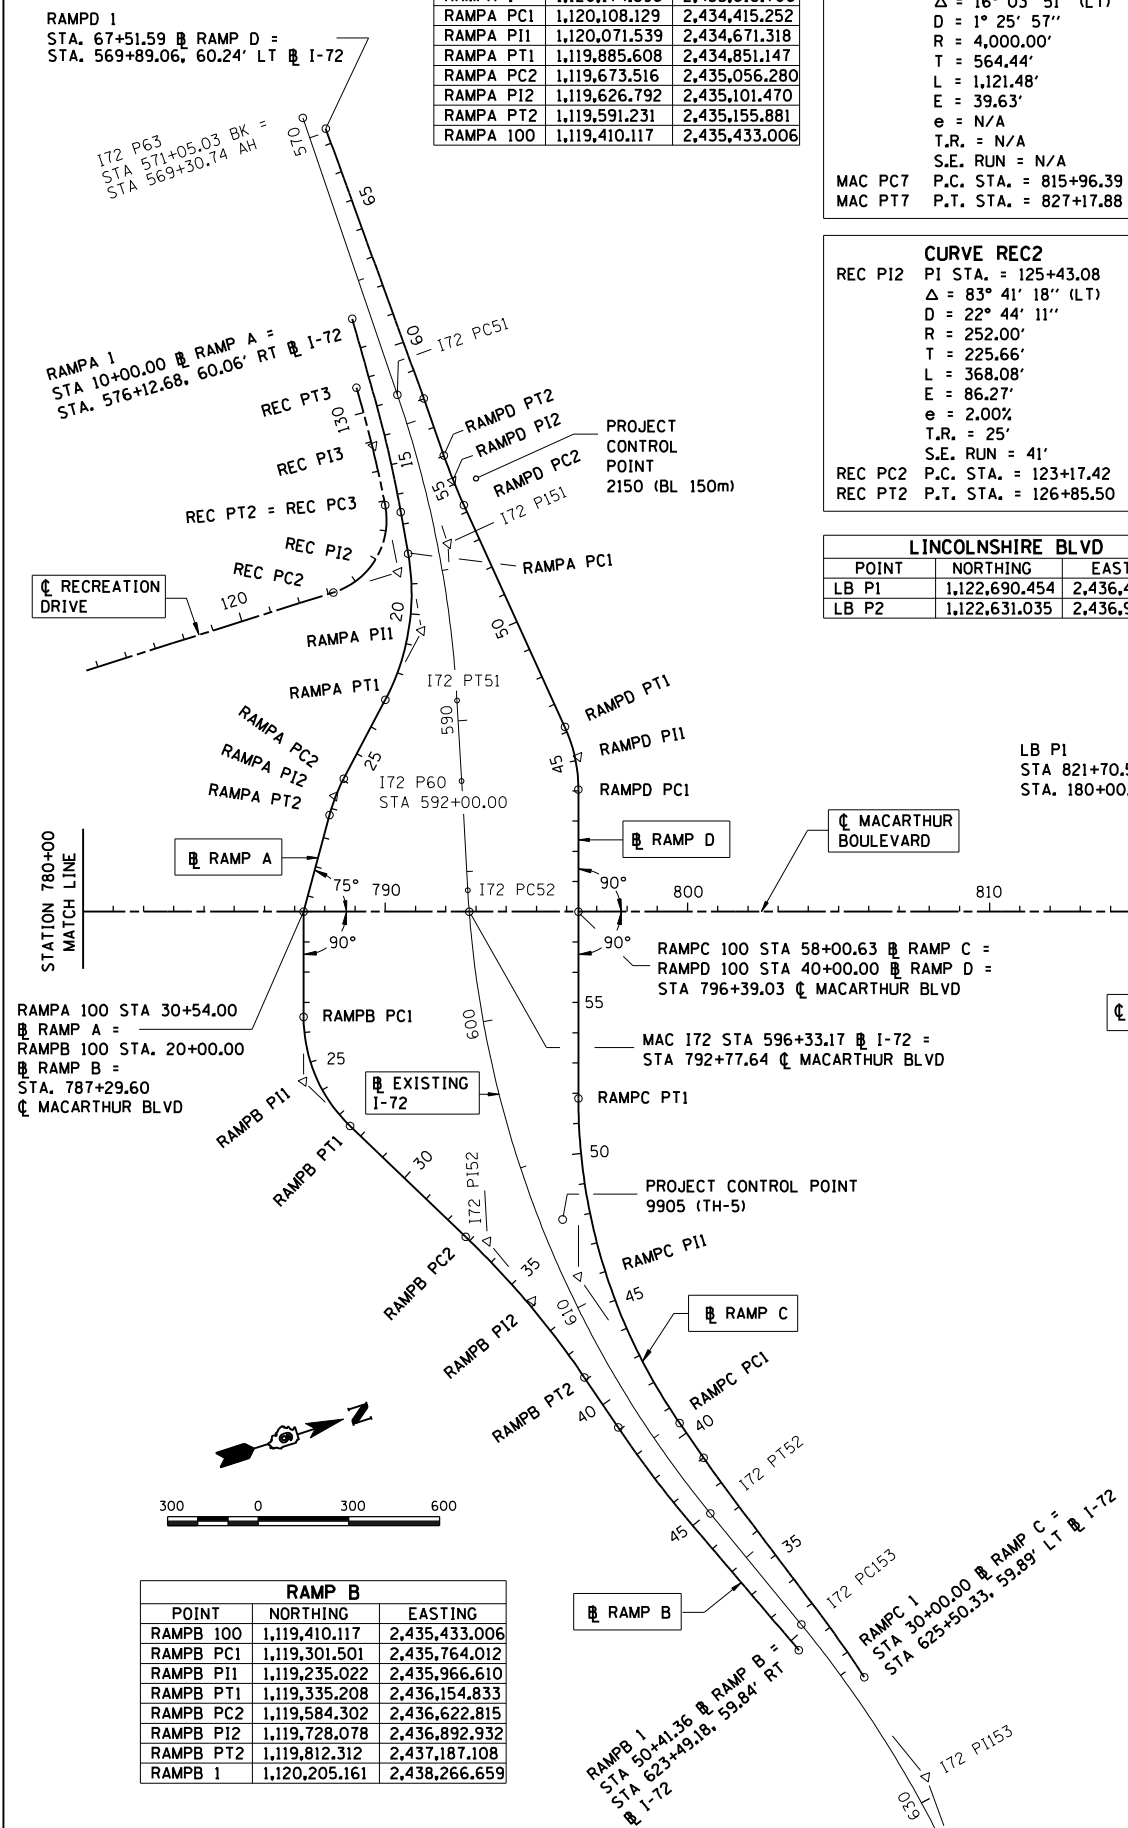 RAMPD 1
STA. 67+51.59 ⅊ RAMP D =
STA. 569+89.06, 60.24' LT ⅊ I-72
RAMPA PC1 1,120,108.129 2,434,415.252
RAMPA PI1 1,120,071.539 2,434,671.318
RAMPA PT1 1,119,885.608 2,434,851.147
RAMPA PC2 1,119,673.516 2,435,056.280
RAMPA PI2 1,119,626.792 2,435,101.470
RAMPA PT2 1,119,591.231 2,435,155.881
RAMPA 100 1,119,410.117 2,435,433.006
Δ = 16° 03' 51" (LT)
D = 1° 25' 57"
R = 4,000.00'
T = 564.44'
L = 1,121.48'
E = 39.63'
e = N/A
T.R. = N/A
S.E. RUN = N/A
MAC PC7 P.C. STA. = 815+96.39
MAC PT7 P.T. STA. = 827+17.88
CURVE REC2
REC PI2 PI STA. = 125+43.08
Δ = 83° 41' 18" (LT)
D = 22° 44' 11"
R = 252.00'
T = 225.66'
L = 368.08'
E = 86.27'
e = 2.00%
T.R. = 25'
S.E. RUN = 41'
REC PC2 P.C. STA. = 123+17.42
REC PT2 P.T. STA. = 126+85.50
LINCOLNSHIRE BLVD
POINT NORTHING EAST
LB P1 1,122,690.454 2,436,4
LB P2 1,122,631.035 2,436,9
I72 P63
STA 571+05.03 BK =
STA 569+30.74 AH
570
65
60
I72 PC51
RAMPA 1
STA 10+00.00 ⅊ RAMP A =
STA. 576+12.68, 60.06' RT ⅊ I-72
REC PT3
130
REC PI3
15
RAMPD PT2
RAMPD PI2
RAMPD PC2
55
PROJECT
CONTROL
POINT
2150 (BL 150m)
I72 P151
REC PT2 = REC PC3
REC PI2
REC PC2
RAMPA PC1
℄ RECREATION
DRIVE
120
20
RAMPA PI1
50
RAMPA PT1
I72 PT51
590
RAMPD PT1
RAMPD PI1
45
RAMPA PC2
RAMPA PI2
RAMPA PT2
25
I72 P60
STA 592+00.00
RAMPD PC1
LB P1
STA 821+70.5
STA. 180+00.
⅊ RAMP A
⅊ RAMP D
℄ MACARTHUR
BOULEVARD
STATION 780+00
MATCH LINE
75°
790
I72 PC52
90°
800
810
90°
90°
RAMPC 100 STA 58+00.63 ⅊ RAMP C =
RAMPD 100 STA 40+00.00 ⅊ RAMP D =
STA 796+39.03 ℄ MACARTHUR BLVD
RAMPA 100 STA 30+54.00
⅊ RAMP A =
RAMPB 100 STA. 20+00.00
⅊ RAMP B =
STA. 787+29.60
℄ MACARTHUR BLVD
RAMPB PC1
55
600
℄
MAC I72 STA 596+33.17 ⅊ I-72 =
STA 792+77.64 ℄ MACARTHUR BLVD
25
⅊ EXISTING
I-72
RAMPC PT1
RAMPB PI1
RAMPB PT1
30
50
I72 PI52
PROJECT CONTROL POINT
9905 (TH-5)
RAMPB PC2
35
RAMPC PI1
45
610
⅊ RAMP C
RAMPB PI2
RAMPB PT2
40
RAMPC PC1
40
N
I72 PT52
300 0 300 600
45
35
I72 PC153
⅊ RAMP B
RAMPC 1
STA 30+00.00 ⅊ RAMP C =
STA 625+50.33, 59.89' LT ⅊ I-72
RAMPB 1
STA 50+41.36 ⅊ RAMP B =
STA 623+49.18, 59.84' RT
⅊ I-72
I72 PI153
630
RAMP B
POINT NORTHING EASTING
RAMPB 100 1,119,410.117 2,435,433.006
RAMPB PC1 1,119,301.501 2,435,764.012
RAMPB PI1 1,119,235.022 2,435,966.610
RAMPB PT1 1,119,335.208 2,436,154.833
RAMPB PC2 1,119,584.302 2,436,622.815
RAMPB PI2 1,119,728.078 2,436,892.932
RAMPB PT2 1,119,812.312 2,437,187.108
RAMPB 1 1,120,205.161 2,438,266.659